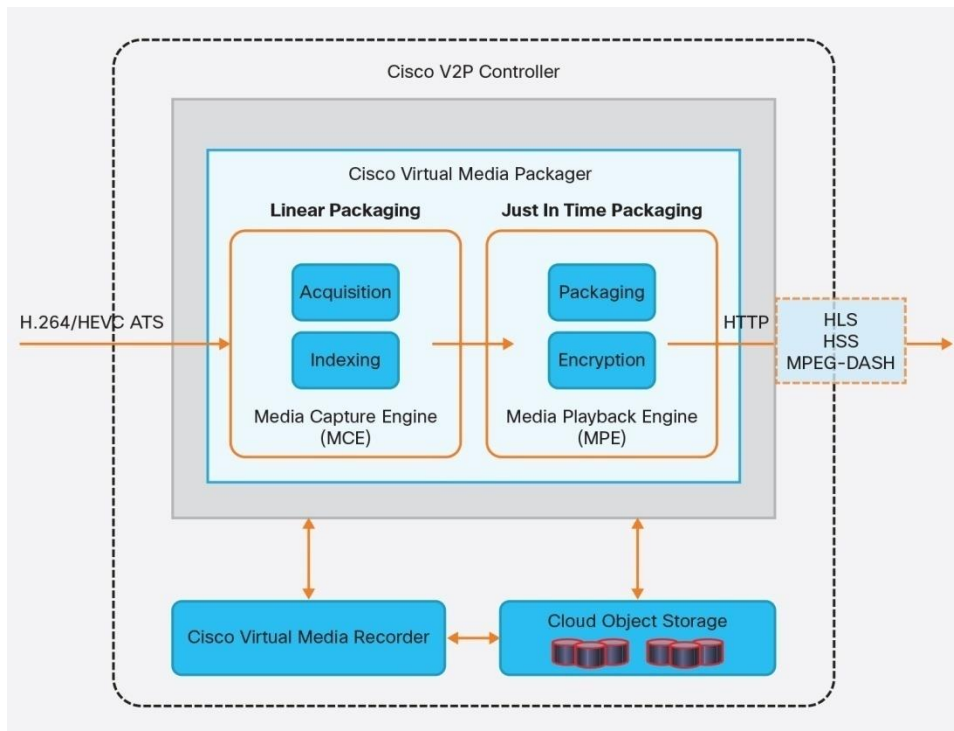 Cisco V2P Controller
Cisco Virtual Media Packager
Linear Packaging
Just In Time Packaging
Acquisition
Packaging
H.264/HEVC ATS
Indexing
Encryption
HTTP
HLS
HSS
MPEG-DASH
Media Capture Engine
(MCE)
Media Playback Engine
(MPE)
Cisco Virtual Media Recorder
Cloud Object Storage